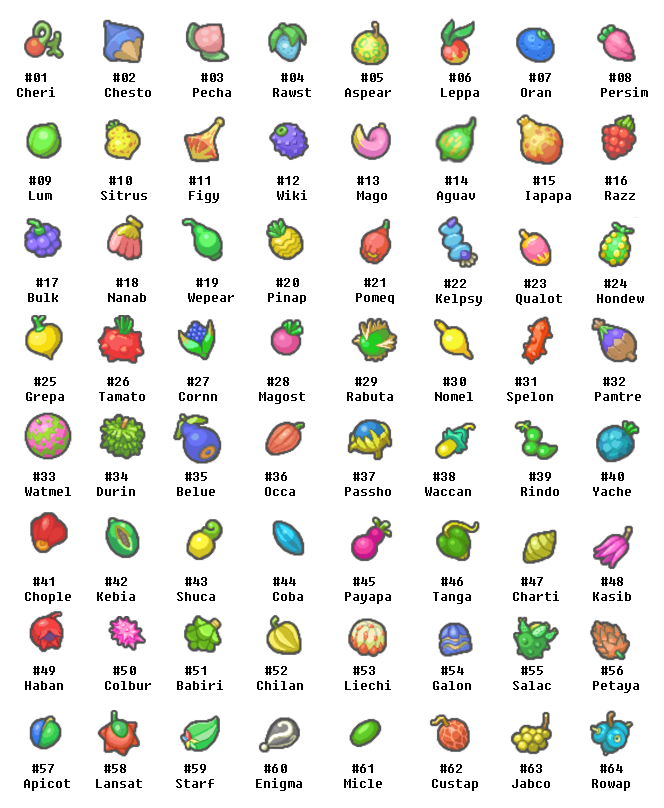 #01 #02 #03 #04 #05 #06 #07 #08
Cheri Chesto Pecha Rawst Aspear Leppa Oran Persim
#09 #10 #11 #12 #13 #14 #15 #16
Lum Sitrus Figy Wiki Mago Aguav Iapapa Razz
#17 #18 #19 #20 #21 #22 #23 #24
Bulk Nanab Wepear Pinap Pomeq Kelpsy Qualot Hondew
#25 #26 #27 #28 #29 #30 #31 #32
Grepa Tamato Cornn Magost Rabuta Nomel Spelon Pamtre
#33 #34 #35 #36 #37 #38 #39 #40
Watmel Durin Belue Occa Passho Waccan Rindo Yache
#41 #42 #43 #44 #45 #46 #47 #48
Chople Kebia Shuca Coba Payapa Tanga Charti Kasib
#49 #50 #51 #52 #53 #54 #55 #56
Haban Colbur Babiri Chilan Liechi Galon Salac Petaya
#57 #58 #59 #60 #61 #62 #63 #64
Apicot Lansat Starf Enigma Micle Custap Jabco Rowap